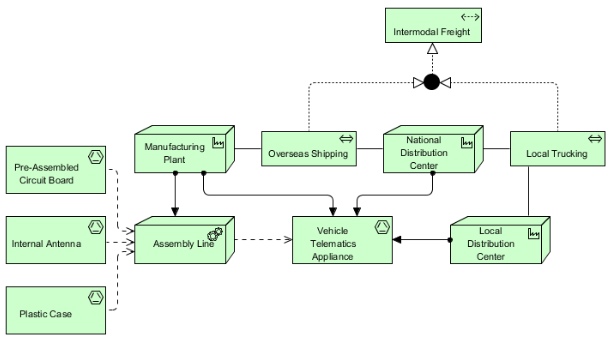 Intermodal Freight
Manufacturing
Plant
Overseas Shipping
National
Distribution
Center
Local Trucking
Pre-Assembled
Circuit Board
Internal Antenna
Assembly Line
Vehicle
Telematics
Appliance
Local
Distribution
Center
Plastic Case